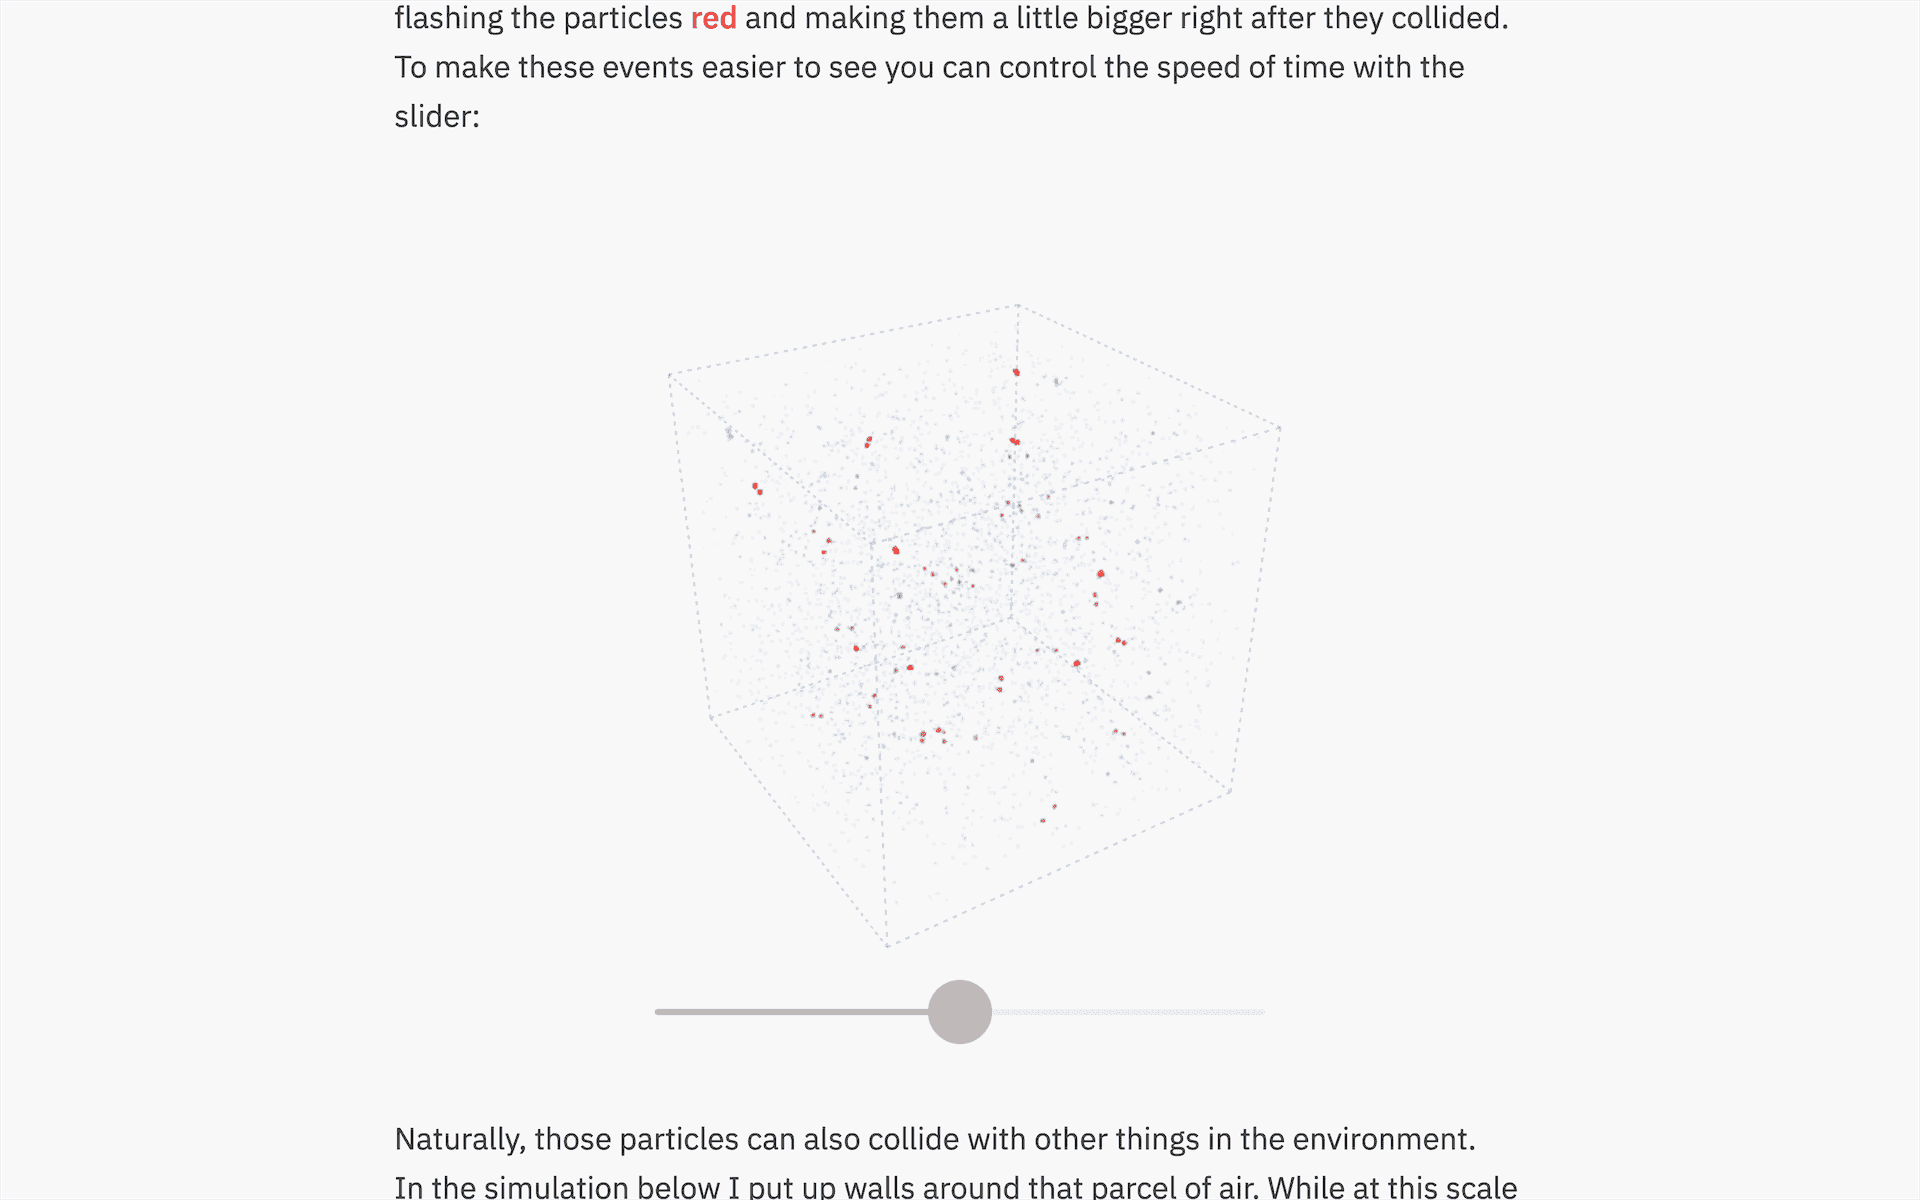 flashing the particles red and making them a little bigger right after they collided.
To make these events easier to see you can control the speed of time with the
slider:
Naturally, those particles can also collide with other things in the environment.
In the simulation below I put up walls around that parcel of air. While at this scale